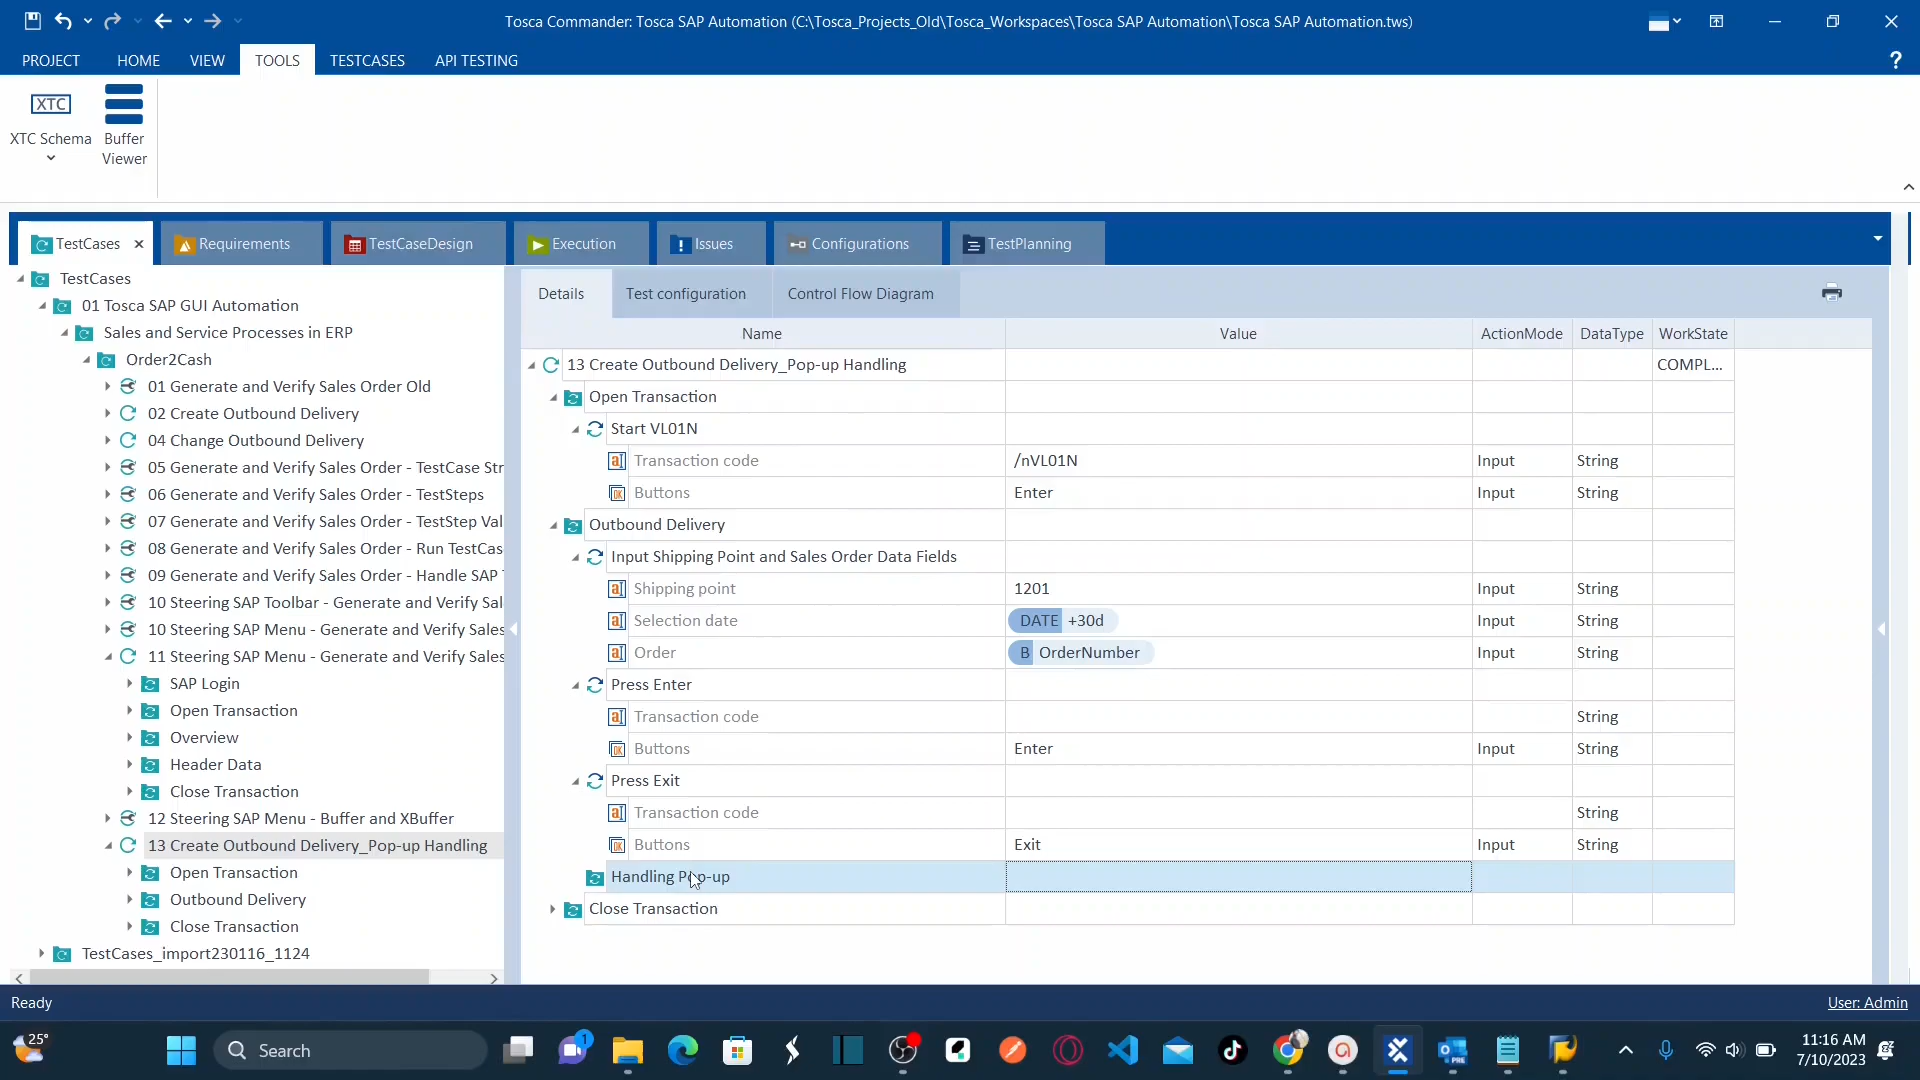 Tosca Commander: Tosca SAP Automation (C:\Tosca_Projects_Old\Tosca_Workspaces\Tosca SAP Automation\Tosca SAP Automation.tws)
PROJECT HOME VIEW TOOLS TESTCASES API TESTING ?
XTC
XTC Schema
Buffer Viewer
TestCases Requirements TestCaseDesign Execution Issues Configurations TestPlanning
TestCases
01 Tosca SAP GUI Automation
Sales and Service Processes in ERP
Order2Cash
01 Generate and Verify Sales Order Old
02 Create Outbound Delivery
04 Change Outbound Delivery
05 Generate and Verify Sales Order - TestCase Str
06 Generate and Verify Sales Order - TestSteps
07 Generate and Verify Sales Order - TestStep Val
08 Generate and Verify Sales Order - Run TestCas
09 Generate and Verify Sales Order - Handle SAP
10 Steering SAP Toolbar - Generate and Verify Sal
10 Steering SAP Menu - Generate and Verify Sales
11 Steering SAP Menu - Generate and Verify Sales
SAP Login
Open Transaction
Overview
Header Data
Close Transaction
12 Steering SAP Menu - Buffer and XBuffer
13 Create Outbound Delivery_Pop-up Handling
Open Transaction
Outbound Delivery
Close Transaction
TestCases_import230116_1124
Details Test configuration Control Flow Diagram
Name Value ActionMode DataType WorkState
13 Create Outbound Delivery_Pop-up Handling COMPL...
Open Transaction
Start VL01N
Transaction code /nVL01N Input String
Buttons Enter Input String
Outbound Delivery
Input Shipping Point and Sales Order Data Fields
Shipping point 1201 Input String
Selection date DATE +30d Input String
Order B OrderNumber Input String
Press Enter
Transaction code String
Buttons Enter Input String
Press Exit
Transaction code String
Buttons Exit Input String
Handling Pop-up
Close Transaction
Ready User: Admin
25° Search 1 11:16 AM
7/10/2023